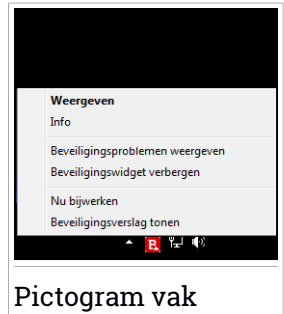 Weergeven
Info
Beveiligingsproblemen weergeven
Beveiligingswidget verbergen
Nu bijwerken
Beveiligingsverslag tonen
B
Pictogram vak